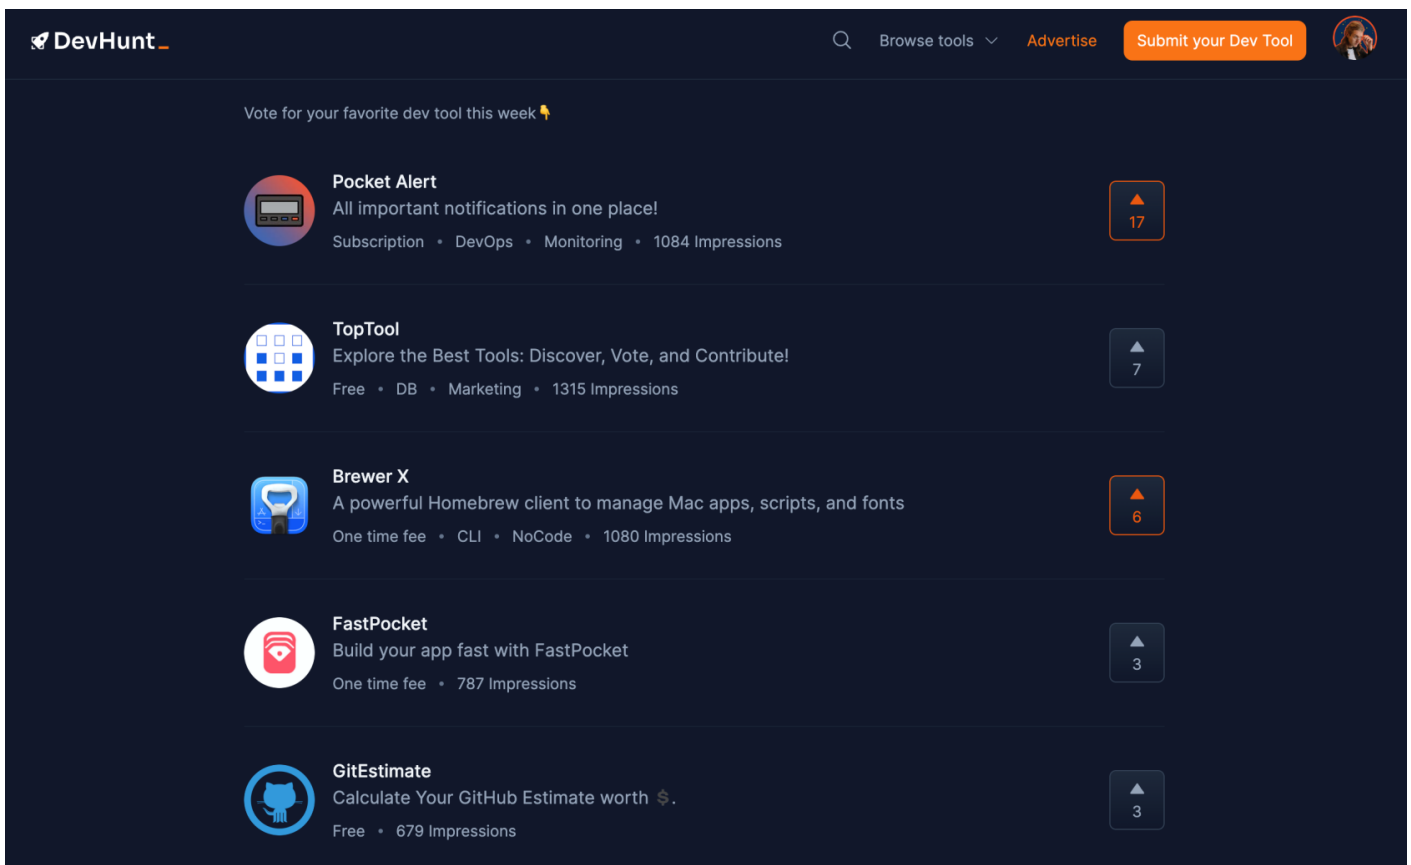 DevHunt_
Browse tools
Advertise
Submit your Dev Tool
Vote for your favorite dev tool this week👇
Pocket Alert
All important notifications in one place!
Subscription • DevOps • Monitoring • 1084 Impressions
17
TopTool
Explore the Best Tools: Discover, Vote, and Contribute!
Free • DB • Marketing • 1315 Impressions
7
Brewer X
A powerful Homebrew client to manage Mac apps, scripts, and fonts
One time fee • CLI • NoCode • 1080 Impressions
6
FastPocket
Build your app fast with FastPocket
One time fee • 787 Impressions
3
GitEstimate
Calculate Your GitHub Estimate worth 💲.
Free • 679 Impressions
3